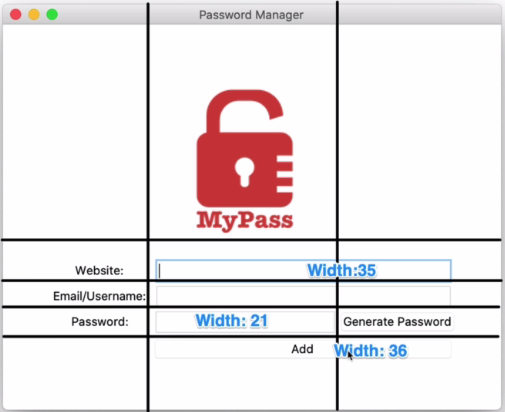 Password Manager
MyPass
Website:
Width:35
Email/Username:
Password:
Width: 21
Generate Password
Add
Width: 36